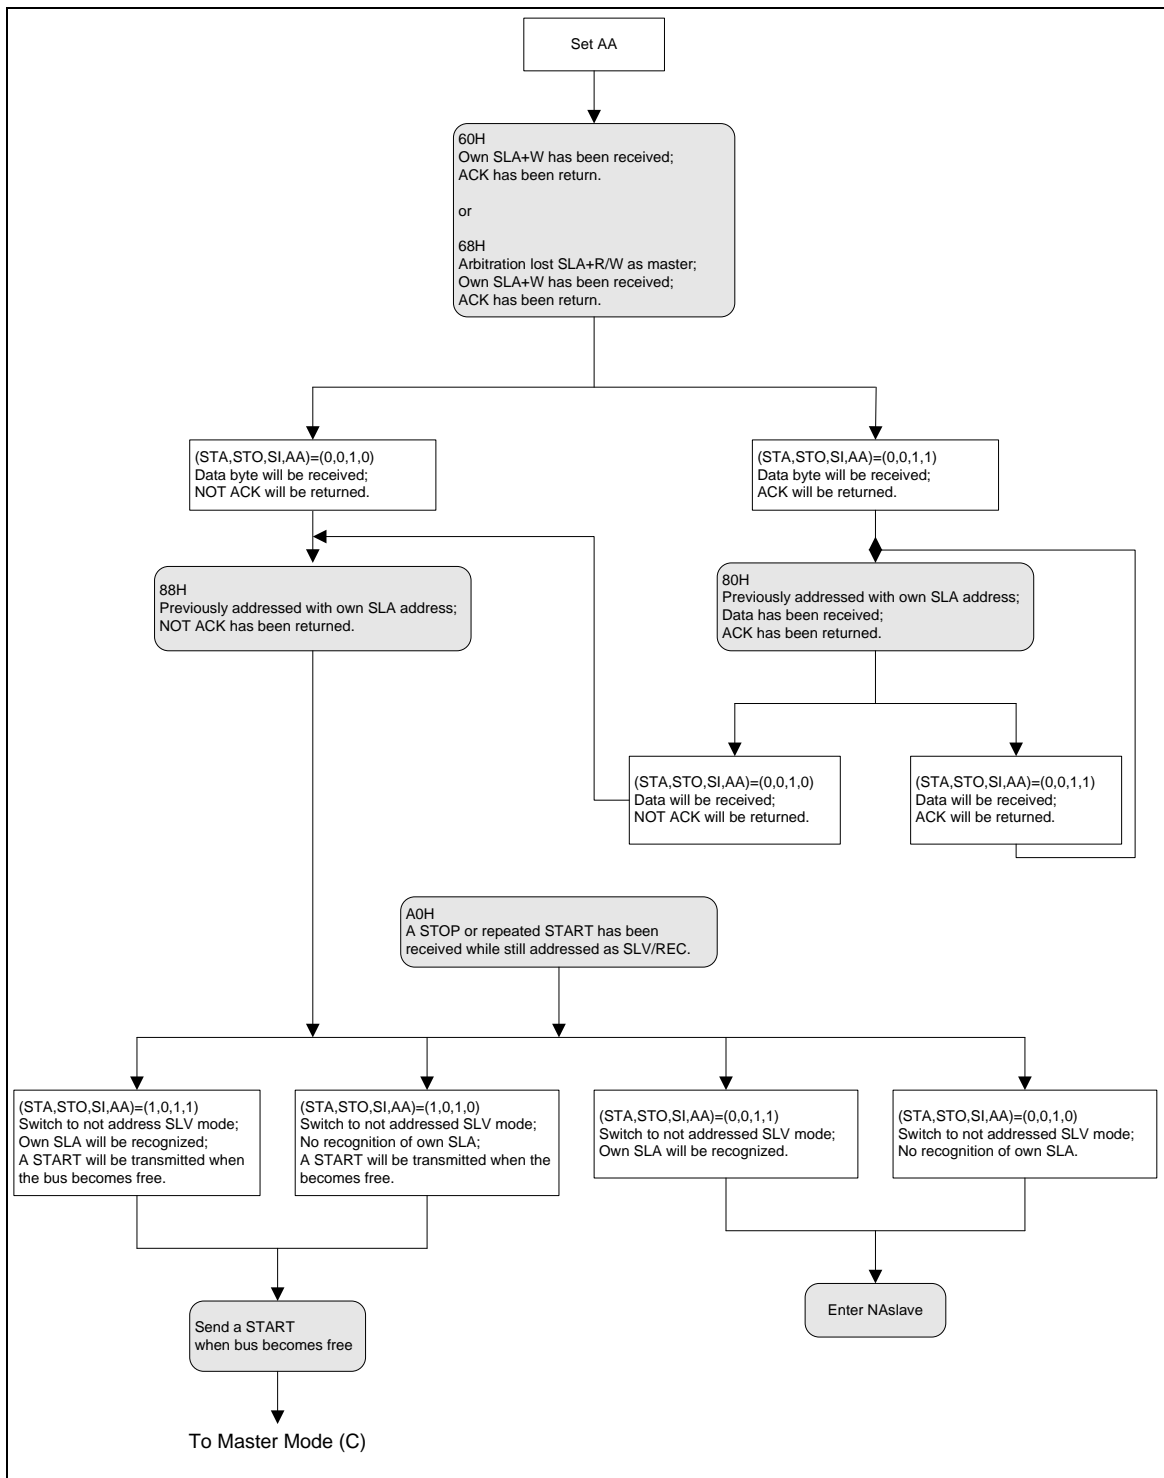 Set AA
60H
Own SLA+W has been received;
ACK has been return.
or
68H
Arbitration lost SLA+R/W as master;
Own SLA+W has been received;
ACK has been return.
(STA,STO,SI,AA)=(0,0,1,0)
Data byte will be received;
NOT ACK will be returned.
(STA,STO,SI,AA)=(0,0,1,1)
Data byte will be received;
ACK will be returned.
88H
Previously addressed with own SLA address;
NOT ACK has been returned.
80H
Previously addressed with own SLA address;
Data has been received;
ACK has been returned.
(STA,STO,SI,AA)=(0,0,1,0)
Data will be received;
NOT ACK will be returned.
(STA,STO,SI,AA)=(0,0,1,1)
Data will be received;
ACK will be returned.
A0H
A STOP or repeated START has been
received while still addressed as SLV/REC.
(STA,STO,SI,AA)=(1,0,1,1)
Switch to not address SLV mode;
Own SLA will be recognized;
A START will be transmitted when
the bus becomes free.
(STA,STO,SI,AA)=(1,0,1,0)
Switch to not addressed SLV mode;
No recognition of own SLA;
A START will be transmitted when the
becomes free.
(STA,STO,SI,AA)=(0,0,1,1)
Switch to not addressed SLV mode;
Own SLA will be recognized.
(STA,STO,SI,AA)=(0,0,1,0)
Switch to not addressed SLV mode;
No recognition of own SLA.
Send a START
when bus becomes free
Enter NAslave
To Master Mode (C)